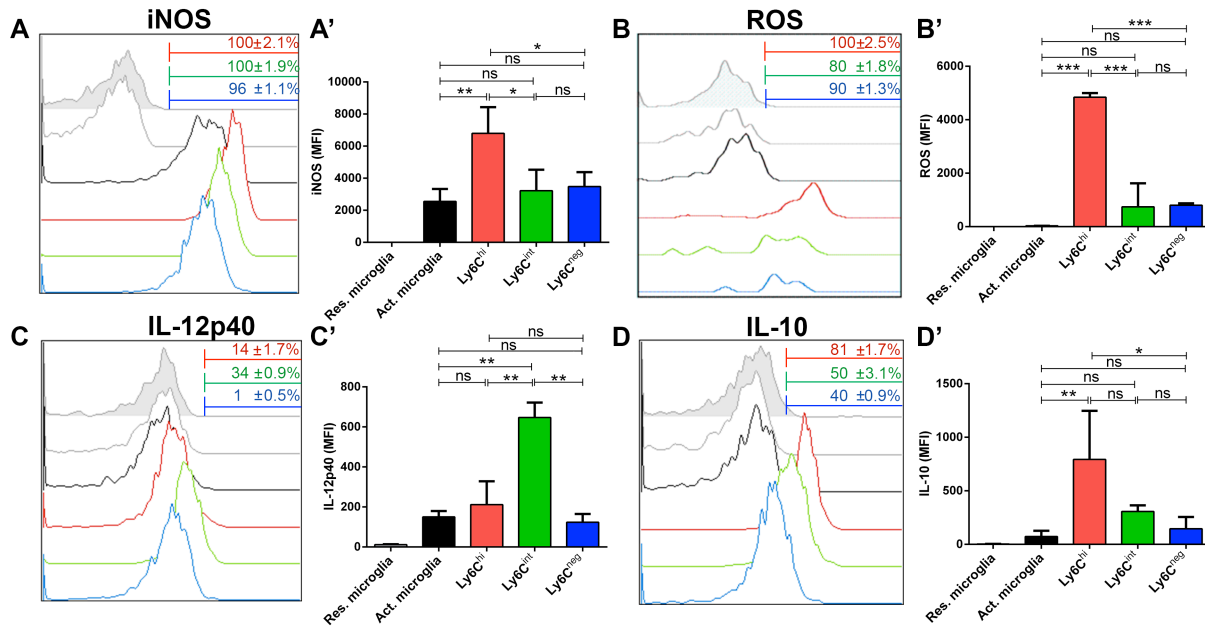 A
iNOS
100±2.1%
100±1.9%
96 ±1.1%
A’
*
ns
ns
** * ns
iNOS (MFI)
10000
8000
6000
4000
2000
0
Res. microglia
Act. microglia
Ly6Chi
Ly6Cint
Ly6Cneg
B
ROS
100±2.5%
80 ±1.8%
90 ±1.3%
B’
***
ns
ns
*** *** ns
ROS (MFI)
6000
4000
2000
0
Res. microglia
Act. microglia
Ly6Chi
Ly6Cint
Ly6Cneg
C
IL-12p40
14 ±1.7%
34 ±0.9%
1 ±0.5%
C’
ns
ns
**
ns ** **
IL-12p40 (MFI)
800
600
400
200
0
Res. microglia
Act. microglia
Ly6Chi
Ly6Cint
Ly6Cneg
D
IL-10
81 ±1.7%
50 ±3.1%
40 ±0.9%
D’
*
ns
ns
** ns ns
IL-10 (MFI)
1500
1000
500
0
Res. microglia
Act. microglia
Ly6Chi
Ly6Cint
Ly6Cneg